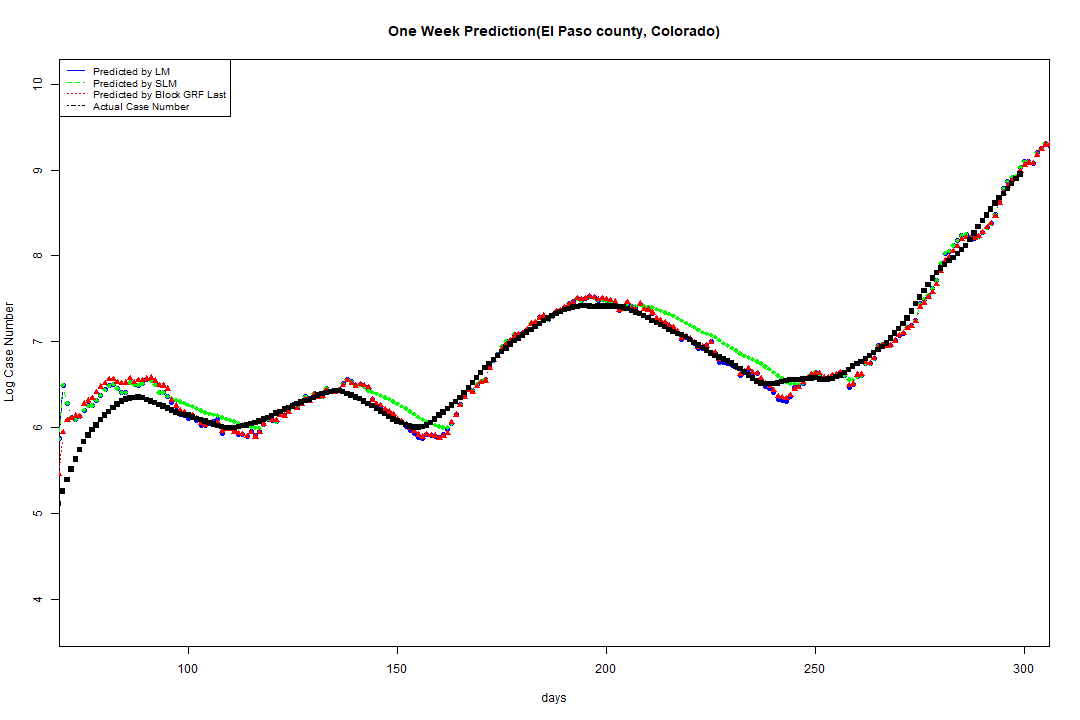 One Week Prediction(El Paso county, Colorado)
Predicted by LM
Predicted by SLM
Predicted by Block GRF Last
Actual Case Number
10
9
8
7
6
5
4
Log Case Number
100 150 200 250 300
days